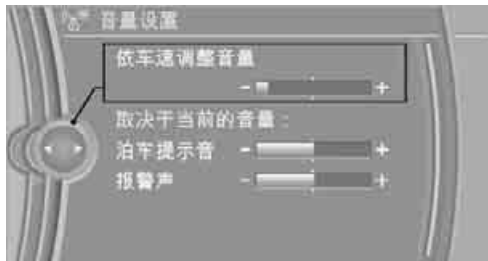 音量设置
依车速调整音量
- +
取决于当前的音量：
泊车提示音 - +
报警声 - +